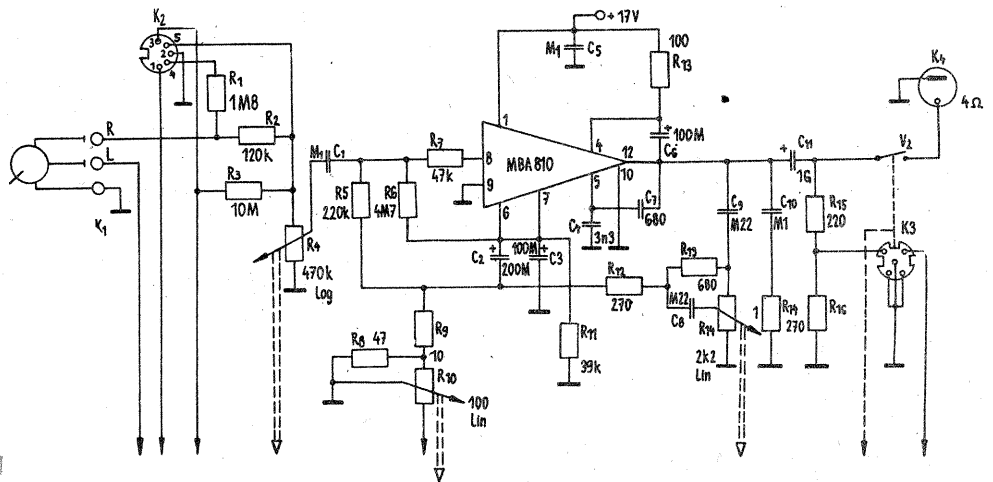 K2
3
5
2
1
4
R1
1M8
R
L
K1
R2
120k
R3
10M
R4
470k
Log
M1
C1
R5
220k
R6
4M7
R7
47k
8
9
1
MBA 810
4
12
10
5
7
6
+17V
M1
C5
100
R13
100M
C6
C7
680
C4
3n3
C2
200M
100M
C3
R12
270
R11
39k
R9
10
R8 47
R10
100
Lin
R13
680
M22
C8
R14
2k2
Lin
C9
M22
C10
M1
1
R14
270
C11
1G
R15
220
R16
V2
K3
K4
4Ω